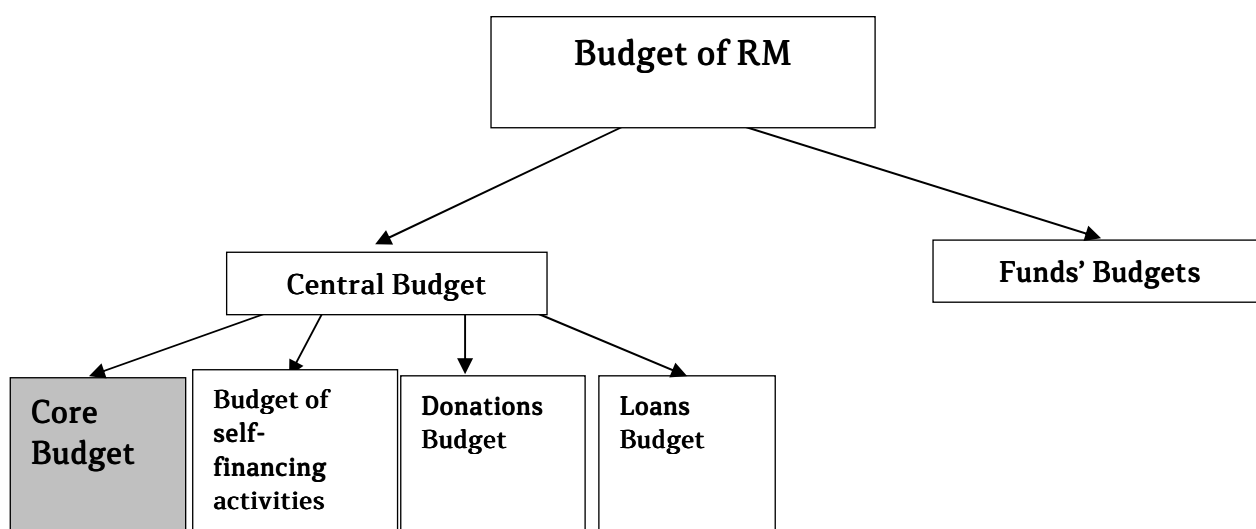 Budget of RM
Central Budget
Funds’ Budgets
Core
Budget
Budget of
self-
financing
activities
Donations
Budget
Loans
Budget